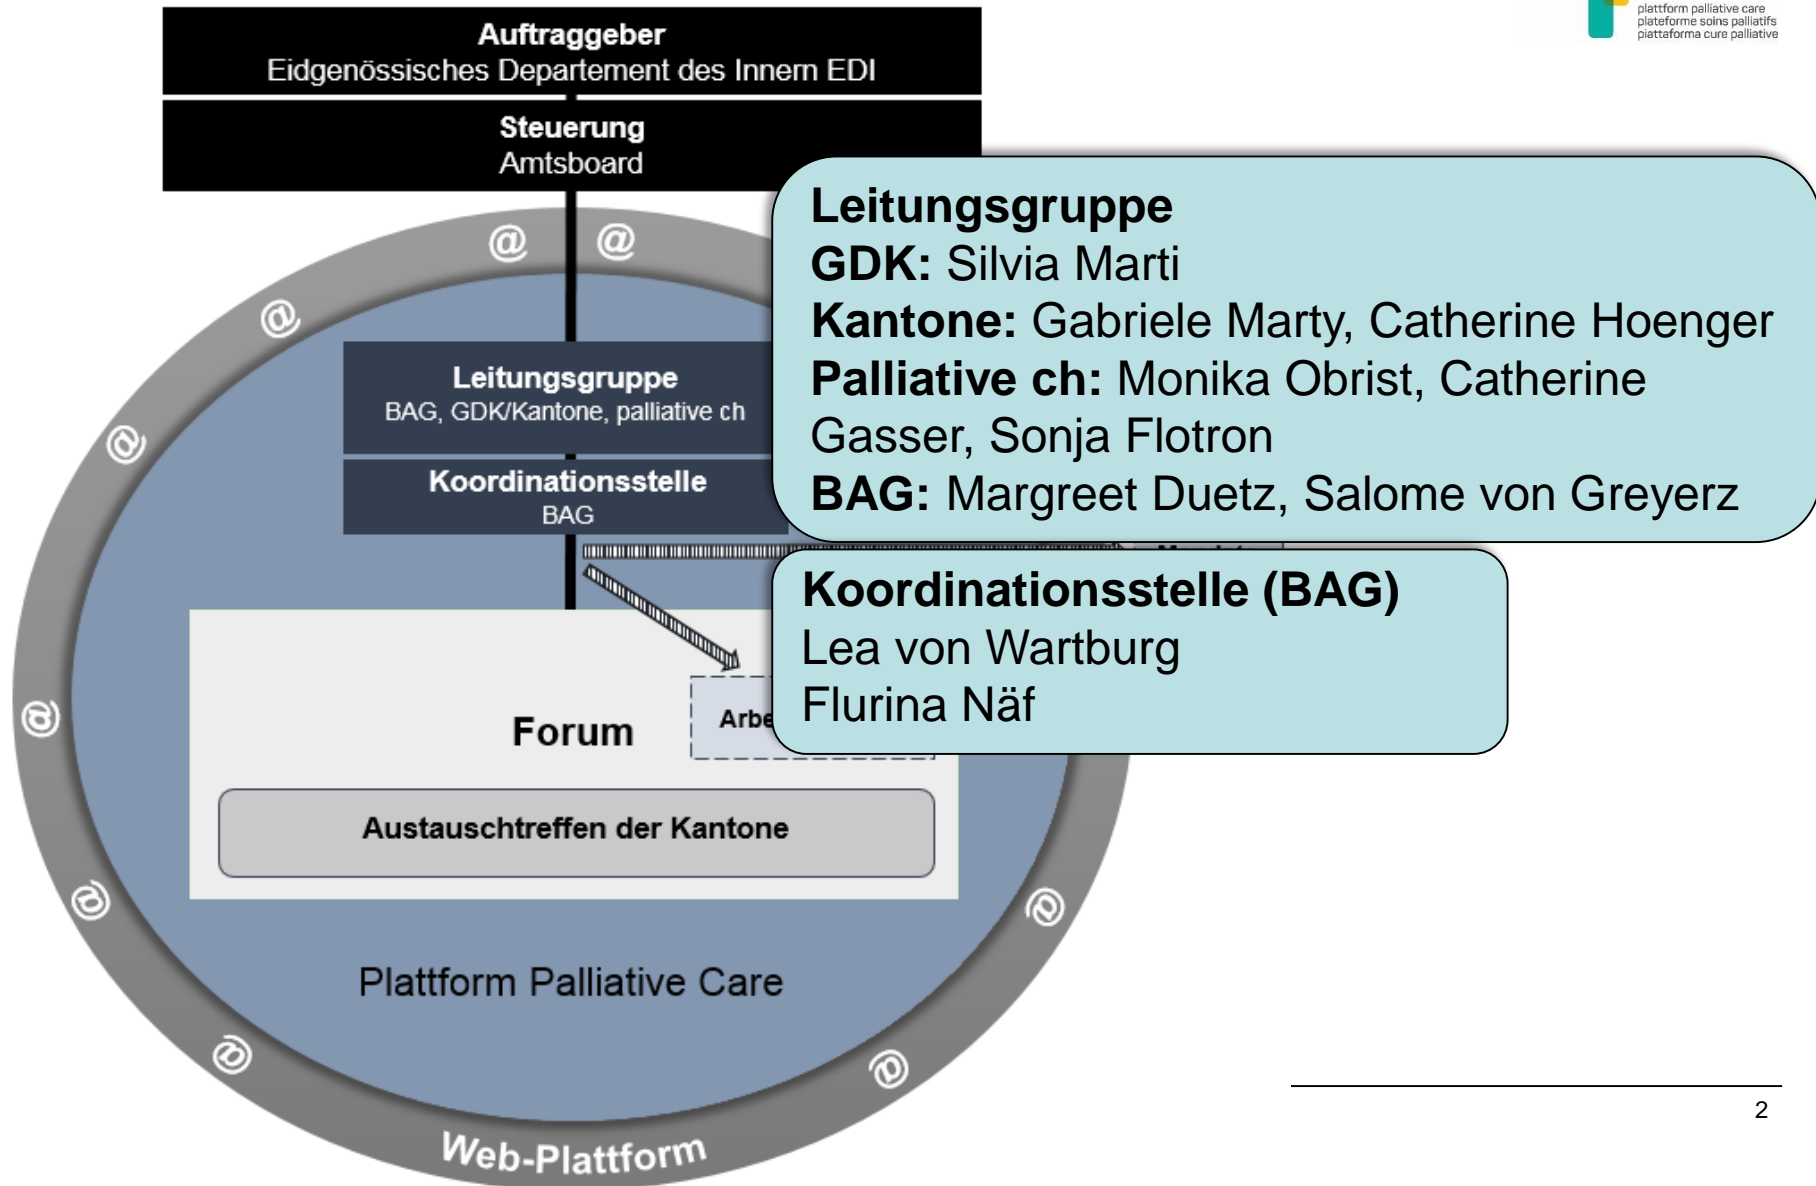 plattform palliative care
plateforme soins palliatifs
piattaforma cure palliative
Auftraggeber
Eidgenössisches Departement des Innern EDI
Steuerung
Amtsboard
@ @
@
@
@
@
@
@
@
Leitungsgruppe
BAG, GDK/Kantone, palliative ch
Koordinationsstelle
BAG
Leitungsgruppe
GDK: Silvia Marti
Kantone: Gabriele Marty, Catherine Hoenger
Palliative ch: Monika Obrist, Catherine
Gasser, Sonja Flotron
BAG: Margreet Duetz, Salome von Greyerz
Koordinationsstelle (BAG)
Lea von Wartburg
Flurina Näf
Forum
Arbe
Austauschtreffen der Kantone
Plattform Palliative Care
Web-Plattform
2